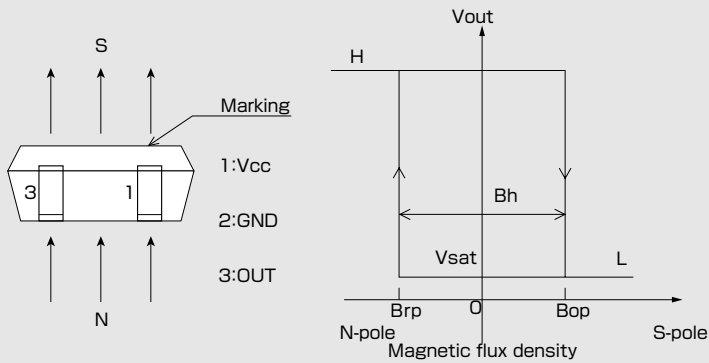 S
Marking
3
1
1:Vcc
2:GND
3:OUT
N
Vout
H
Bh
Vsat
L
Brp
0
Bop
N-pole
S-pole
Magnetic flux density